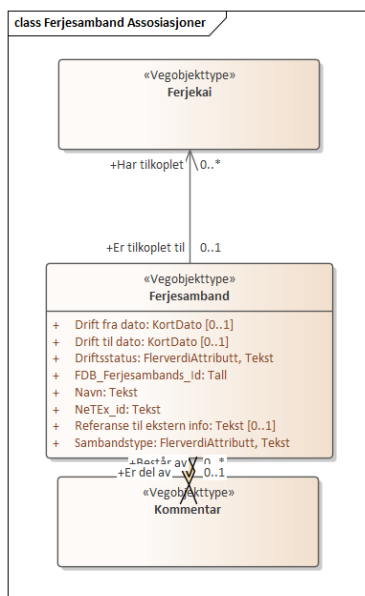 class Ferjesamband Assosiasjoner
«Vegobjekttype»
Ferjekai
+Har tilkoplet 0..*
+Er tilkoplet til 0..1
«Vegobjekttype»
Ferjesamband
+ Drift fra dato: KortDato [0..1]
+ Drift til dato: KortDato [0..1]
+ Driftsstatus: FlerverdiAttributt, Tekst
+ FDB_Ferjesambands_Id: Tall
+ Navn: Tekst
+ NeTEx_id: Tekst
+ Referanse til ekstern info: Tekst [0..1]
+ Sambandstype: FlerverdiAttributt, Tekst
+Består av 0..*
+Er del av 0..1
«Vegobjekttype»
Kommentar